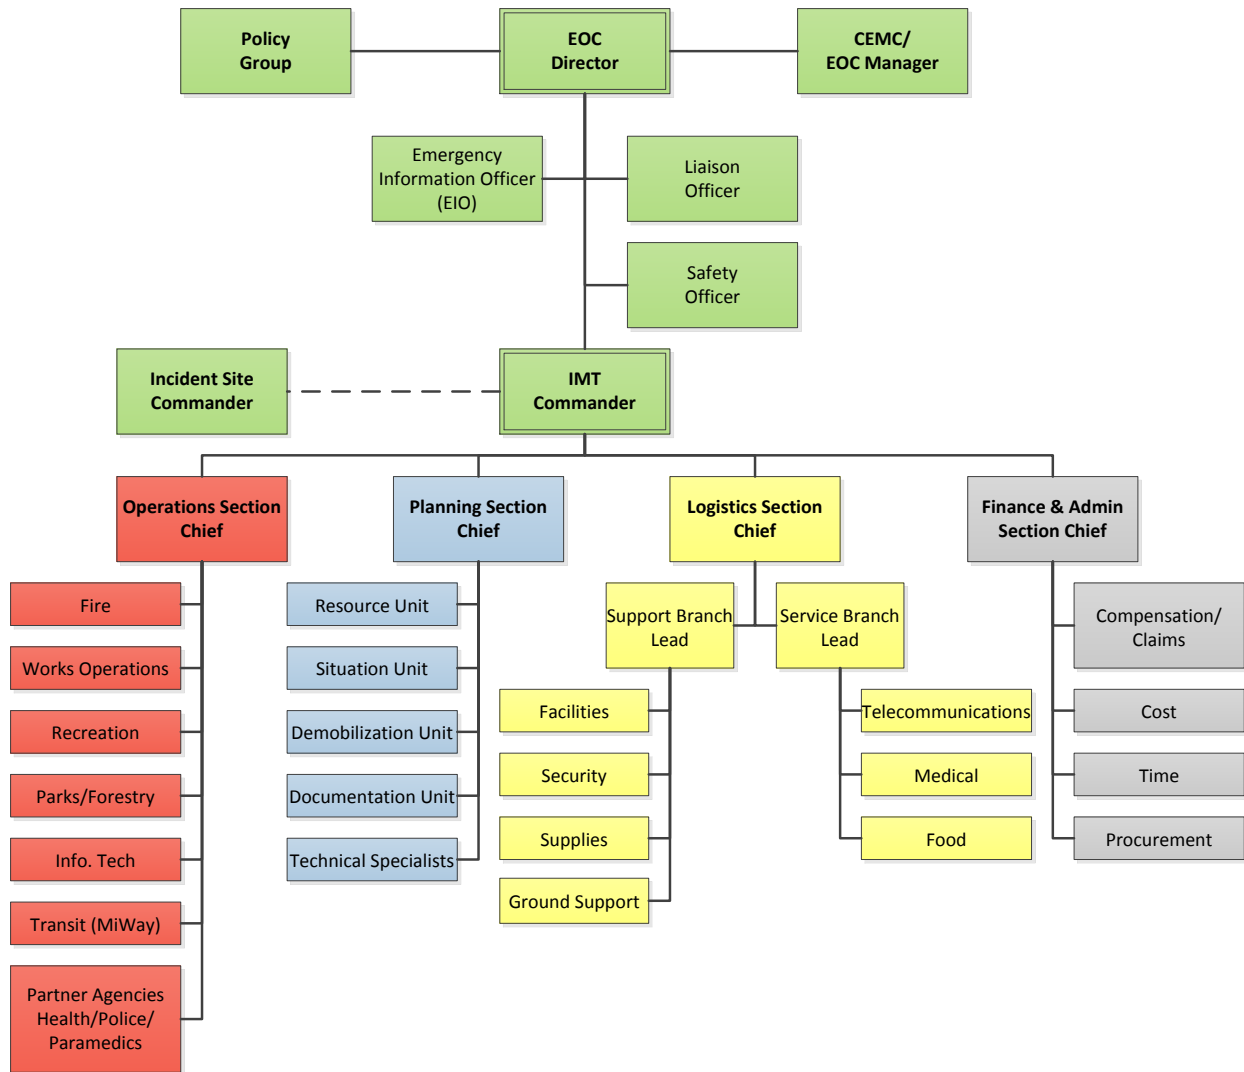 Policy
Group
EOC
Director
CEMC/
EOC Manager
Emergency
Information Officer
(EIO)
Liaison
Officer
Safety
Officer
Incident Site
Commander
IMT
Commander
Operations Section
Chief
Planning Section
Chief
Logistics Section
Chief
Finance & Admin
Section Chief
Fire
Works Operations
Recreation
Parks/Forestry
Info. Tech
Transit (MiWay)
Partner Agencies
Health/Police/
Paramedics
Resource Unit
Situation Unit
Demobilization Unit
Documentation Unit
Technical Specialists
Support Branch
Lead
Service Branch
Lead
Facilities
Security
Supplies
Ground Support
Telecommunications
Medical
Food
Compensation/
Claims
Cost
Time
Procurement